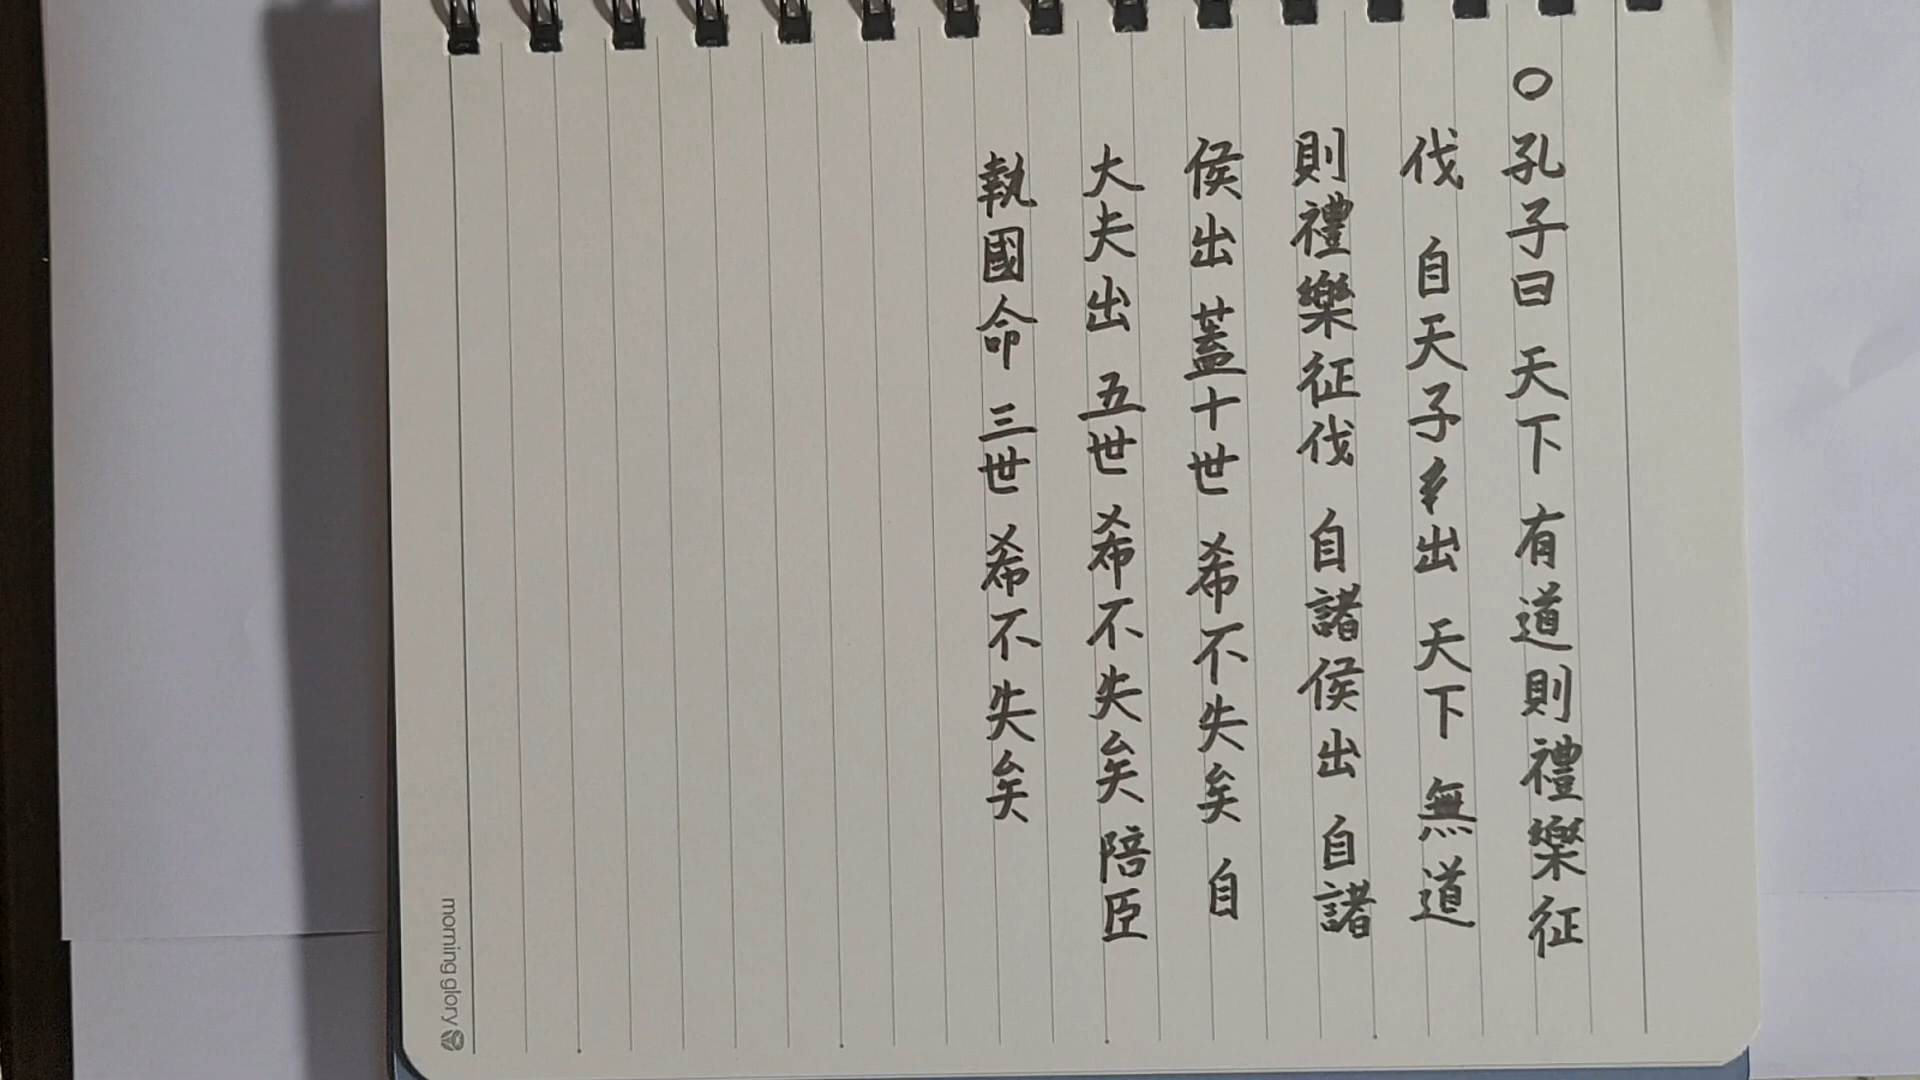 ○孔子曰 天下有道則禮樂征
伐 自天子出 天下無道
則禮樂征伐 自諸侯出 自諸
侯出 蓋十世 希不失矣 自
大夫出 五世 希不失矣 陪臣
執國命 三世 希不失矣
morning glory